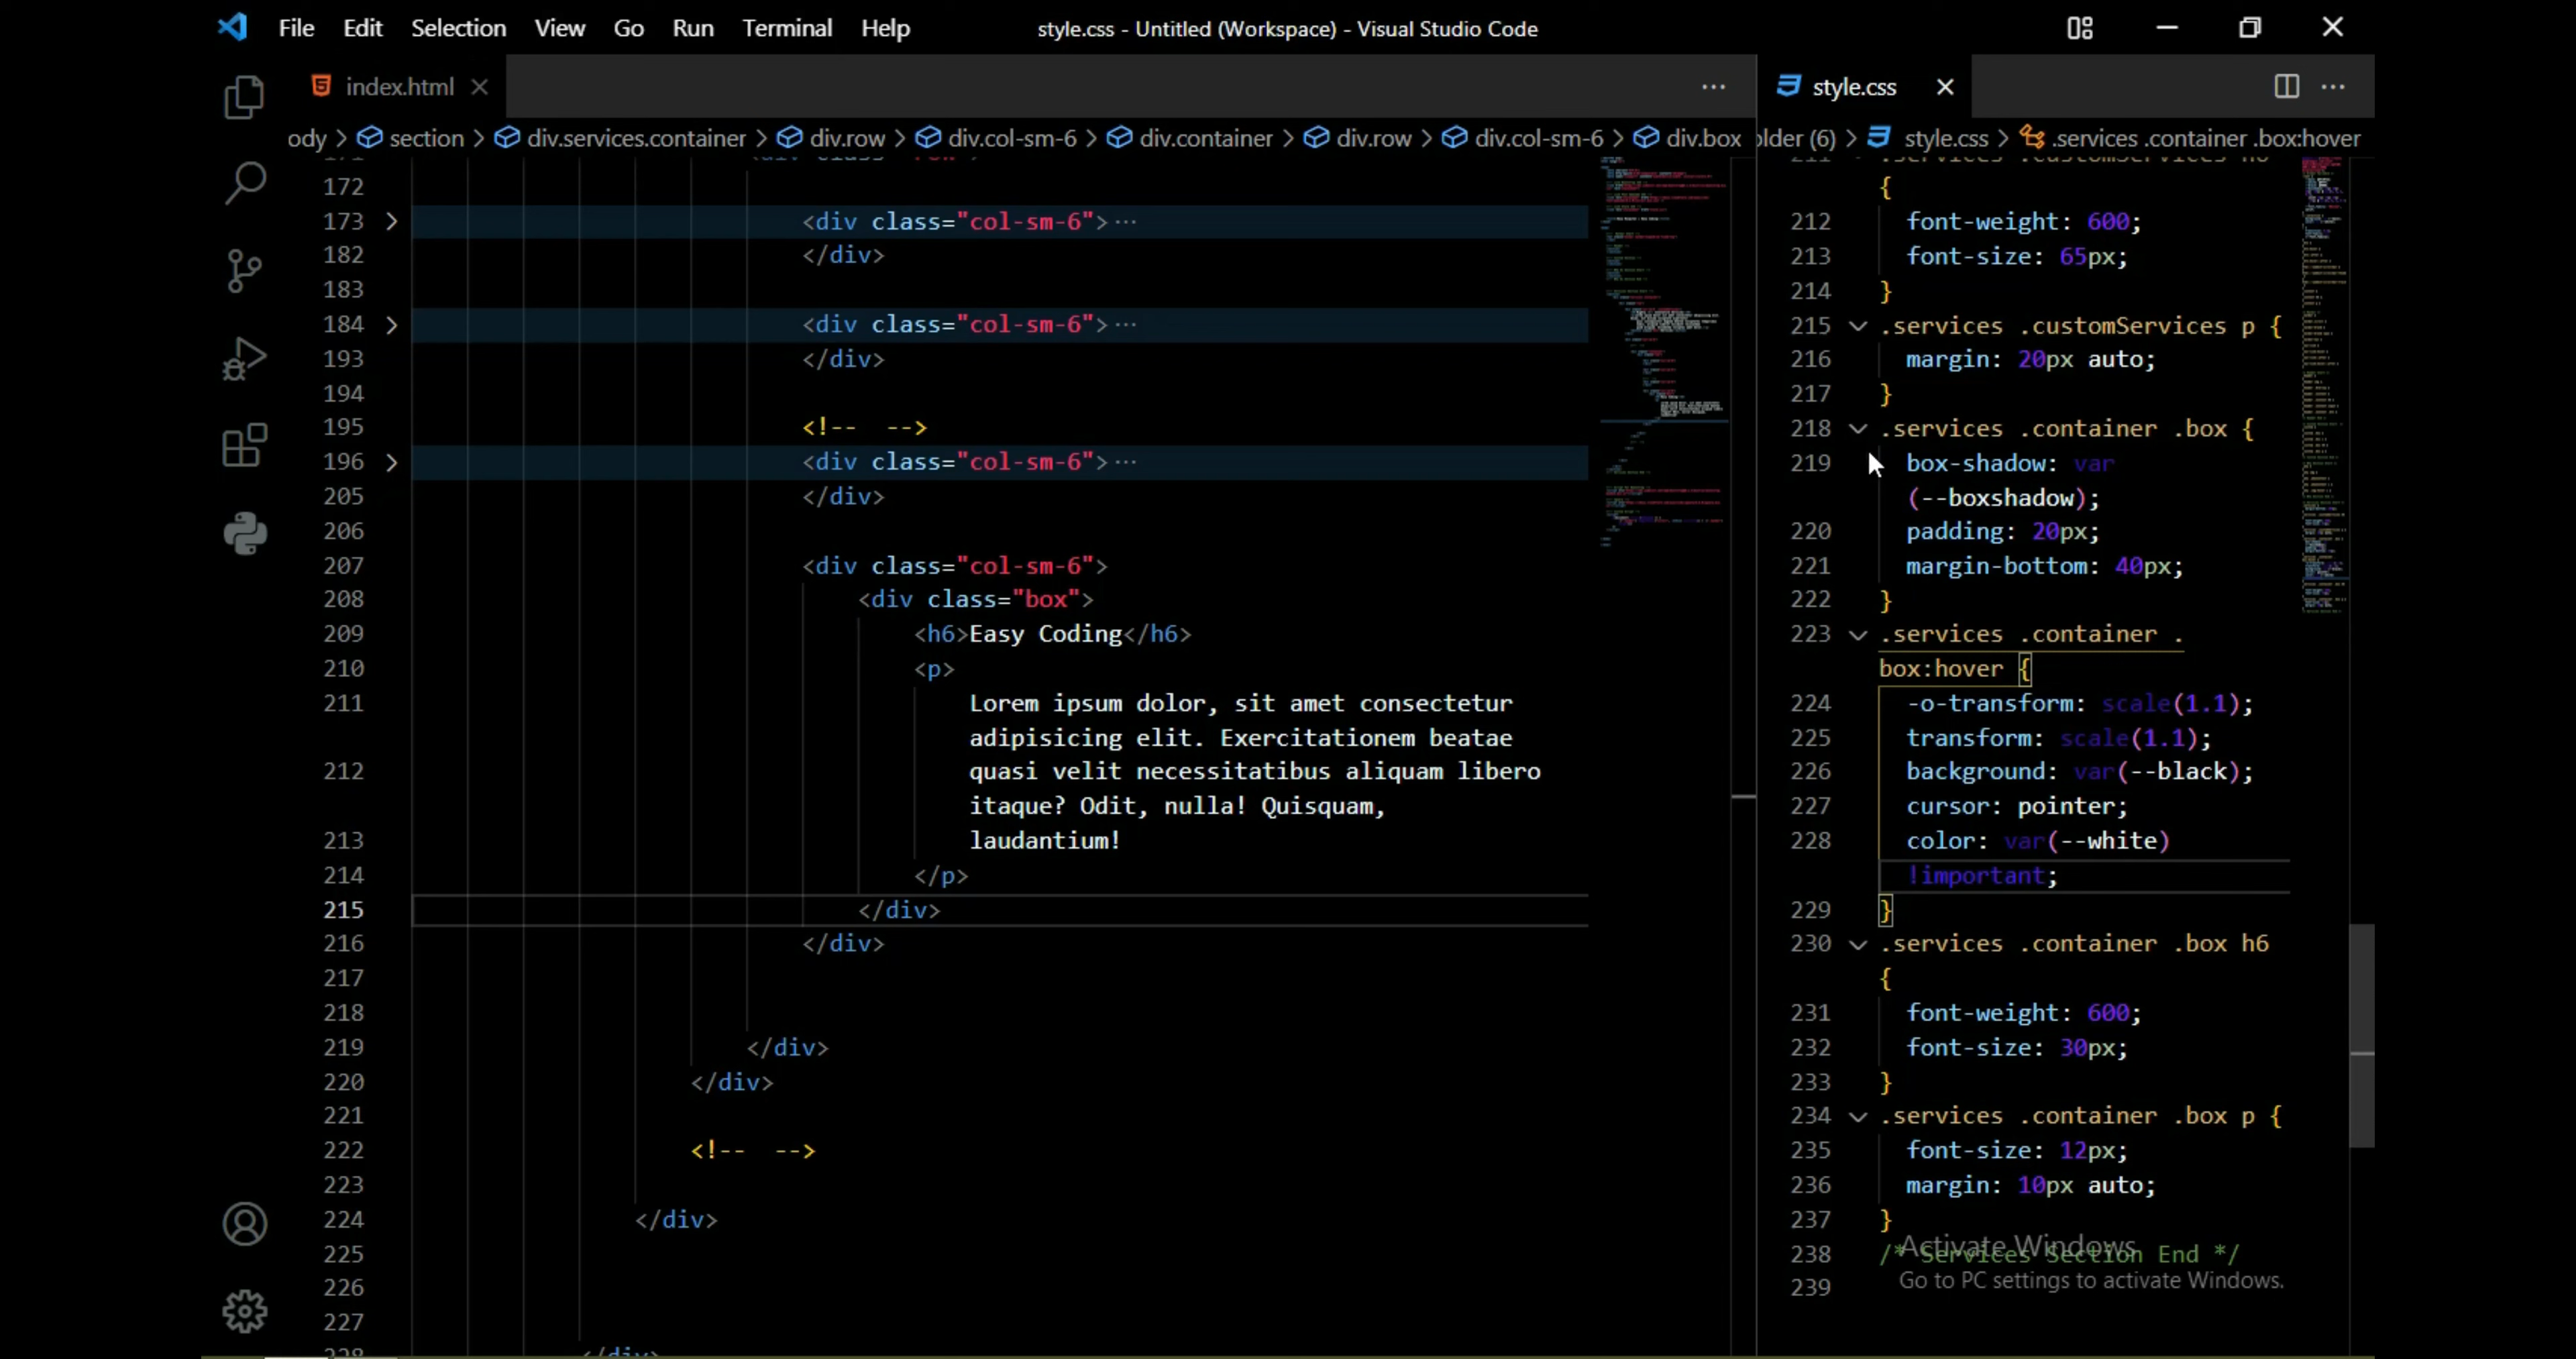 File Edit Selection View Go Run Terminal Help
style.css - Untitled (Workspace) - Visual Studio Code
index.html
ody > section > div.services.container > div.row > div.col-sm-6 > div.container > div.row > div.col-sm-6 > div.box
172
173 <div class="col-sm-6">…
182 </div>
183
184 <div class="col-sm-6">…
193 </div>
194
195 <!--  -->
196 <div class="col-sm-6">…
205 </div>
206
207 <div class="col-sm-6">
208 <div class="box">
209 <h6>Easy Coding</h6>
210 <p>
211 Lorem ipsum dolor, sit amet consectetur
adipisicing elit. Exercitationem beatae
212 quasi velit necessitatibus aliquam libero
itaque? Odit, nulla! Quisquam,
213 laudantium!
214 </p>
215 </div>
216 </div>
217
218
219 </div>
220 </div>
221
222 <!--  -->
223
224 </div>
225
226
227
228 </div>
style.css
older (6) > style.css > .services .container .box:hover
211 .services .customServices h6
{
212 font-weight: 600;
213 font-size: 65px;
214 }
215 .services .customServices p {
216 margin: 20px auto;
217 }
218 .services .container .box {
219 box-shadow: var
(--boxshadow);
220 padding: 20px;
221 margin-bottom: 40px;
222 }
223 .services .container .
box:hover {
224 -o-transform: scale(1.1);
225 transform: scale(1.1);
226 background: var(--black);
227 cursor: pointer;
228 color: var(--white)
!important;
229 }
230 .services .container .box h6
{
231 font-weight: 600;
232 font-size: 30px;
233 }
234 .services .container .box p {
235 font-size: 12px;
236 margin: 10px auto;
237 }
238 /* Services Section End */
239
Activate Windows
Go to PC settings to activate Windows.